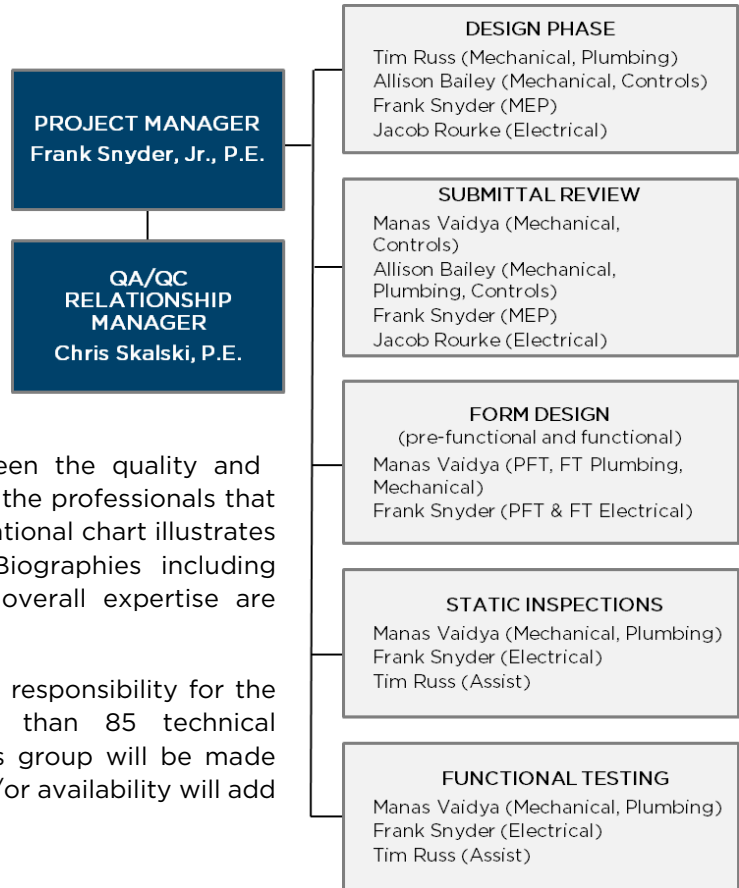 PROJECT MANAGER
Frank Snyder, Jr., P.E.
QA/QC
RELATIONSHIP
MANAGER
Chris Skalski, P.E.
DESIGN PHASE
Tim Russ (Mechanical, Plumbing)
Allison Bailey (Mechanical, Controls)
Frank Snyder (MEP)
Jacob Rourke (Electrical)
SUBMITTAL REVIEW
Manas Vaidya (Mechanical,
Controls)
Allison Bailey (Mechanical,
Plumbing, Controls)
Frank Snyder (MEP)
Jacob Rourke (Electrical)
FORM DESIGN
(pre-functional and functional)
Manas Vaidya (PFT, FT Plumbing,
Mechanical)
Frank Snyder (PFT & FT Electrical)
STATIC INSPECTIONS
Manas Vaidya (Mechanical, Plumbing)
Frank Snyder (Electrical)
Tim Russ (Assist)
FUNCTIONAL TESTING
Manas Vaidya (Mechanical, Plumbing)
Frank Snyder (Electrical)
Tim Russ (Assist)
the quality and
the professionals that
chart illustrates
Biographies including
overall expertise are
responsibility for the
than 85 technical
group will be made
or availability will add